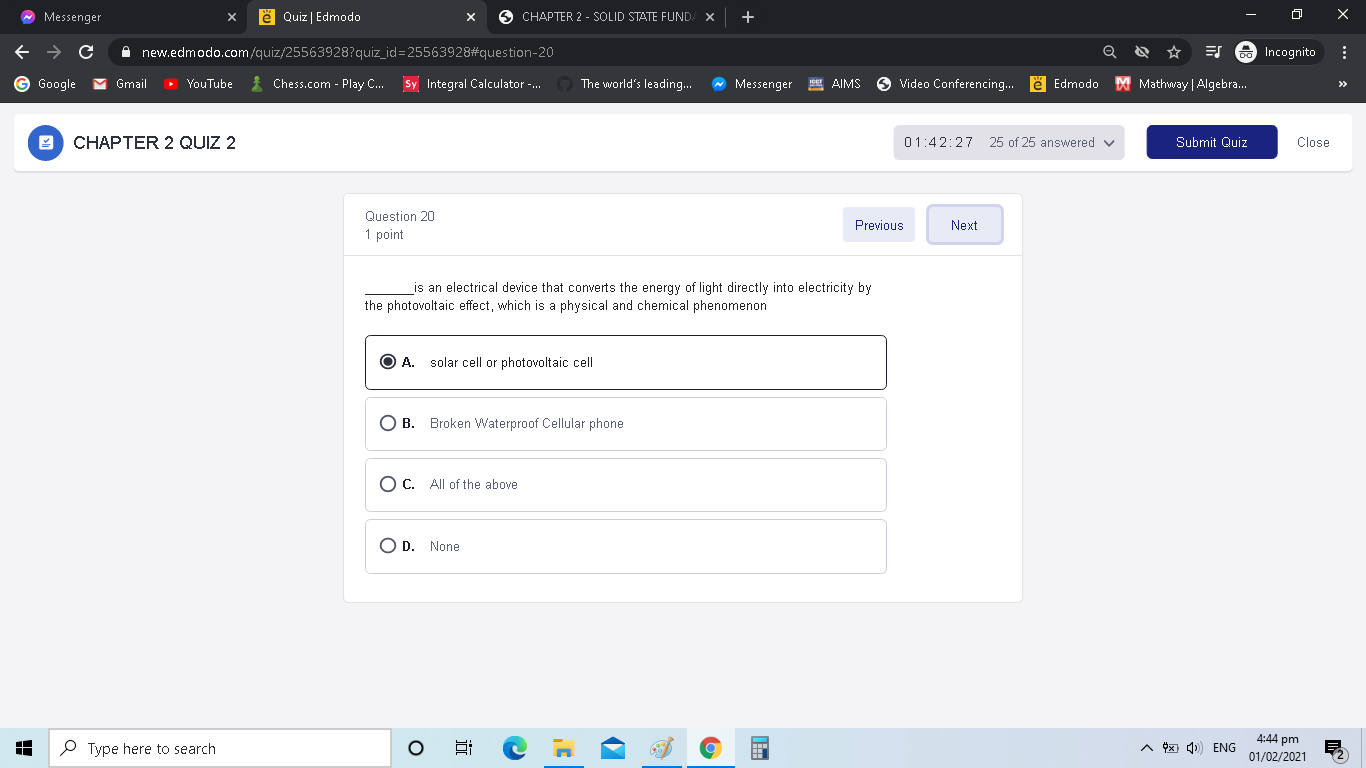 Messenger
Quiz | Edmodo
CHAPTER 2 - SOLID STATE FUNDA
new.edmodo.com/quiz/25563928?quiz_id=25563928#question-20
Incognito
Google
Gmail
YouTube
Chess.com - Play C...
Sy
Integral Calculator -...
The world's leading...
Messenger
AIMS
Video Conferencing...
Edmodo
Mathway | Algebra...
»
CHAPTER 2 QUIZ 2
01:42:27 25 of 25 answered
Submit Quiz
Close
Question 20
1 point
Previous
Next
_______is an electrical device that converts the energy of light directly into electricity by
the photovoltaic effect, which is a physical and chemical phenomenon
A. solar cell or photovoltaic cell
B. Broken Waterproof Cellular phone
C. All of the above
D. None
Type here to search
ENG
4:44 pm
01/02/2021
2